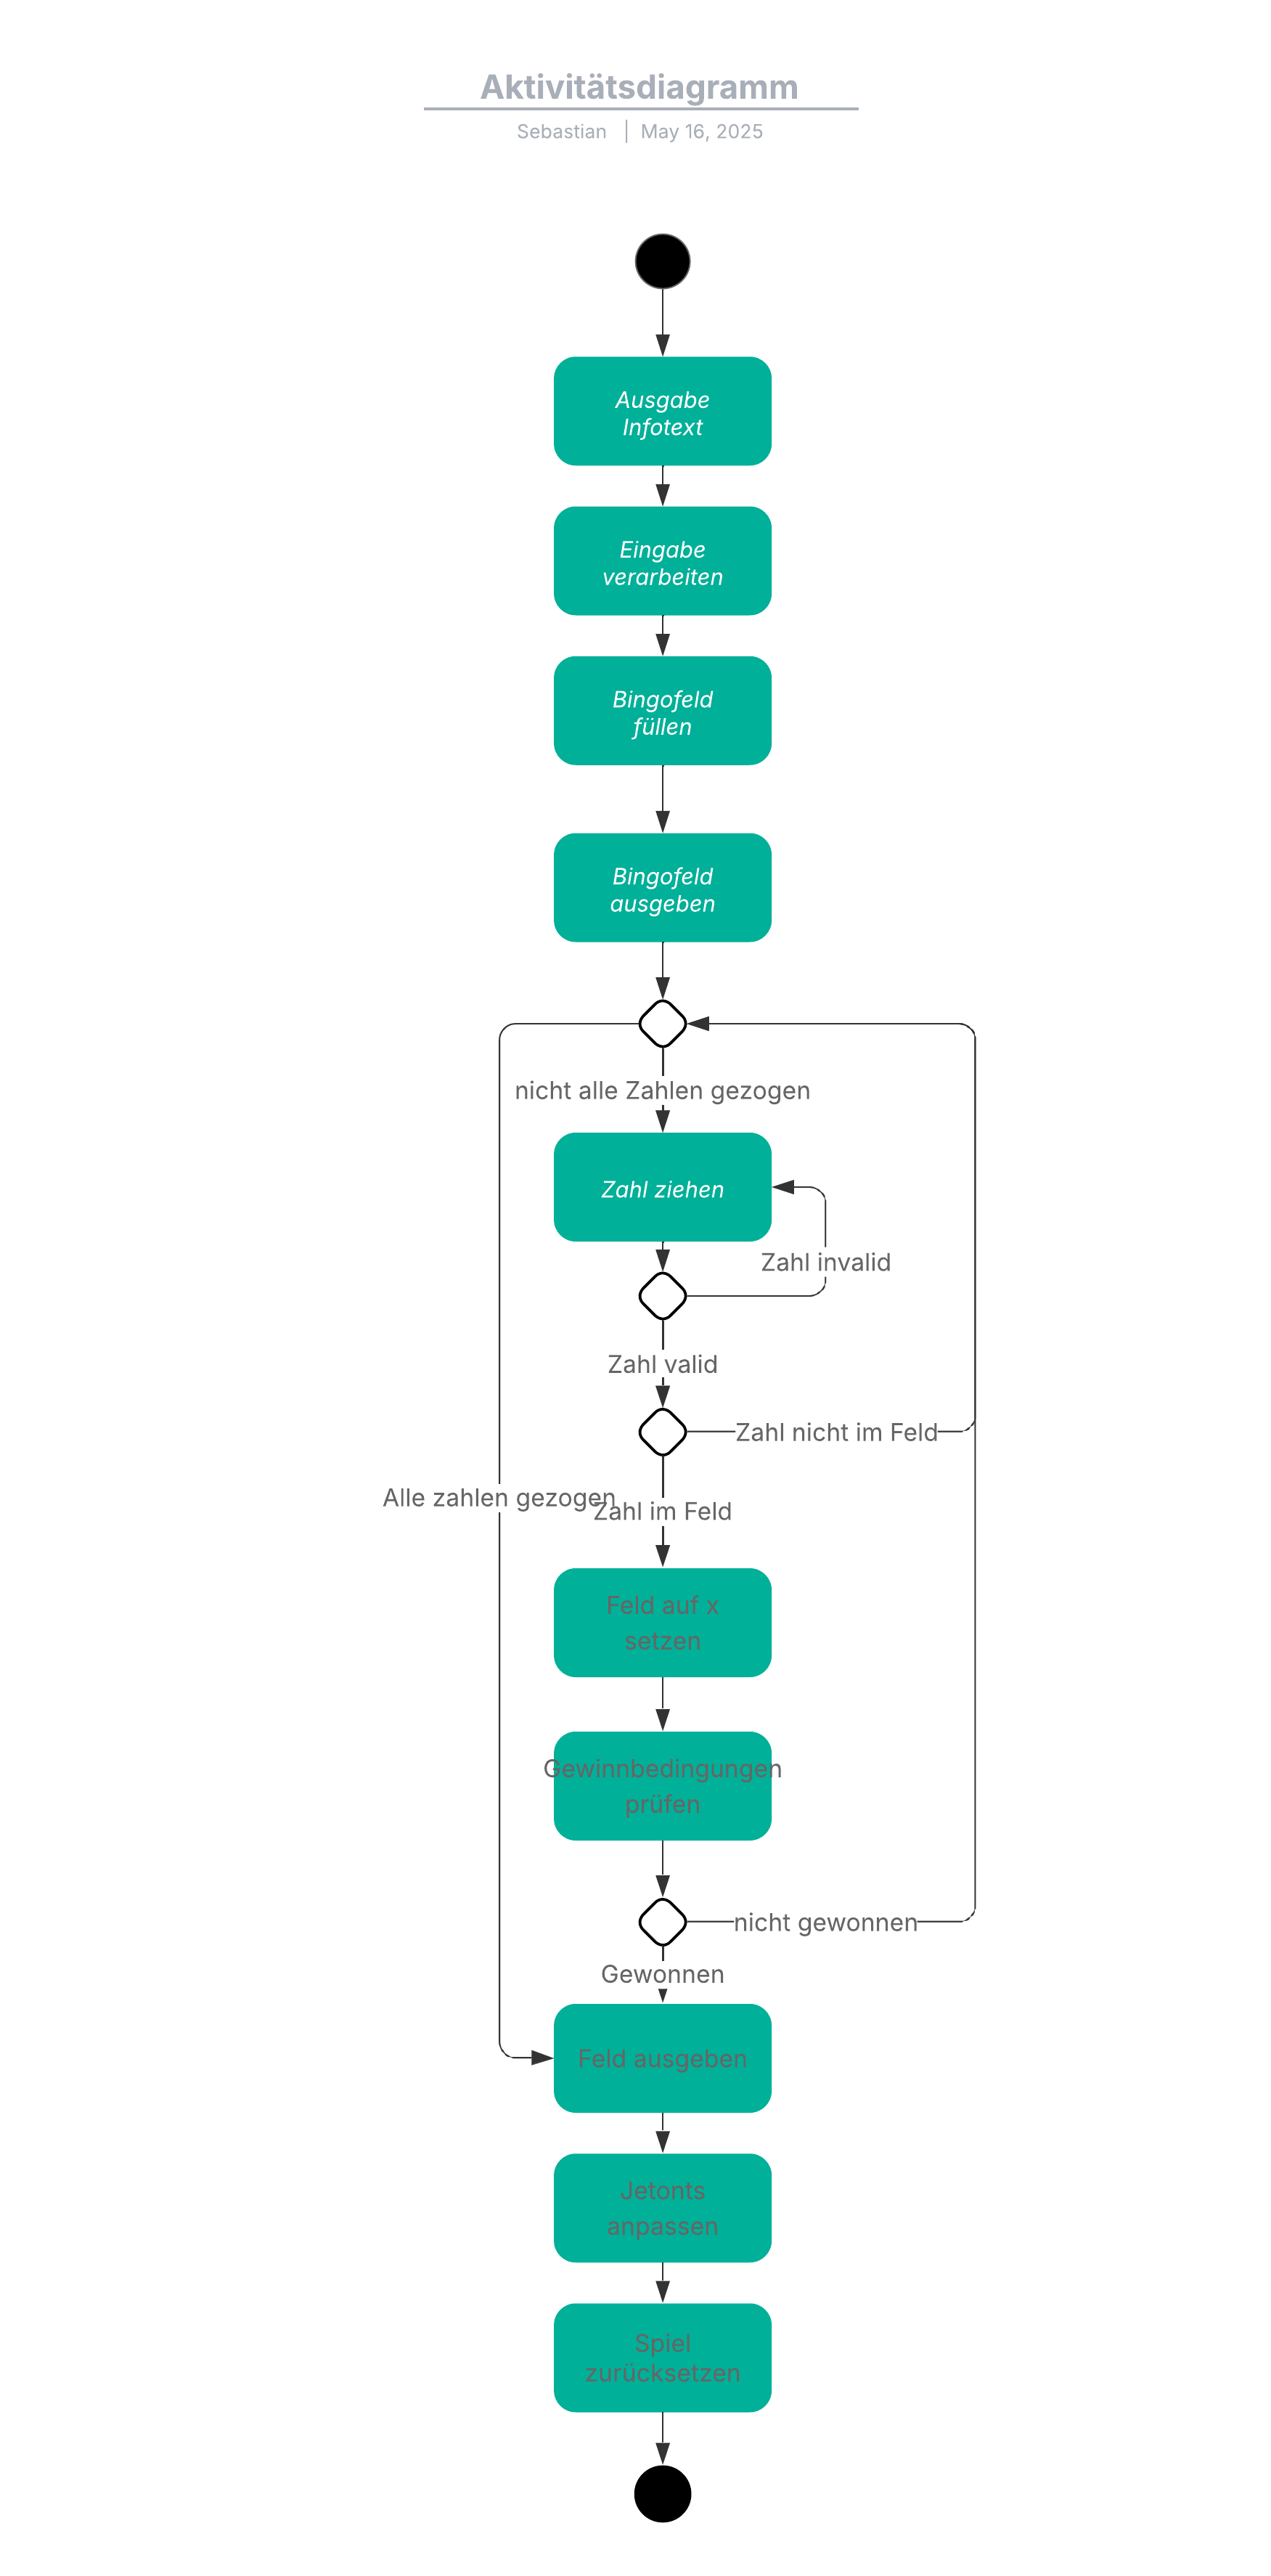 Aktivitätsdiagramm
Sebastian | May 16, 2025
Ausgabe
Infotext
Eingabe
verarbeiten
Bingofeld
füllen
Bingofeld
ausgeben
nicht alle Zahlen gezogen
Zahl ziehen
Zahl invalid
Zahl valid
Zahl nicht im Feld
Alle zahlen gezogen
Zahl im Feld
Feld auf x
setzen
Gewinnbedingungen
prüfen
nicht gewonnen
Gewonnen
Feld ausgeben
Jetonts
anpassen
Spiel
zurücksetzen